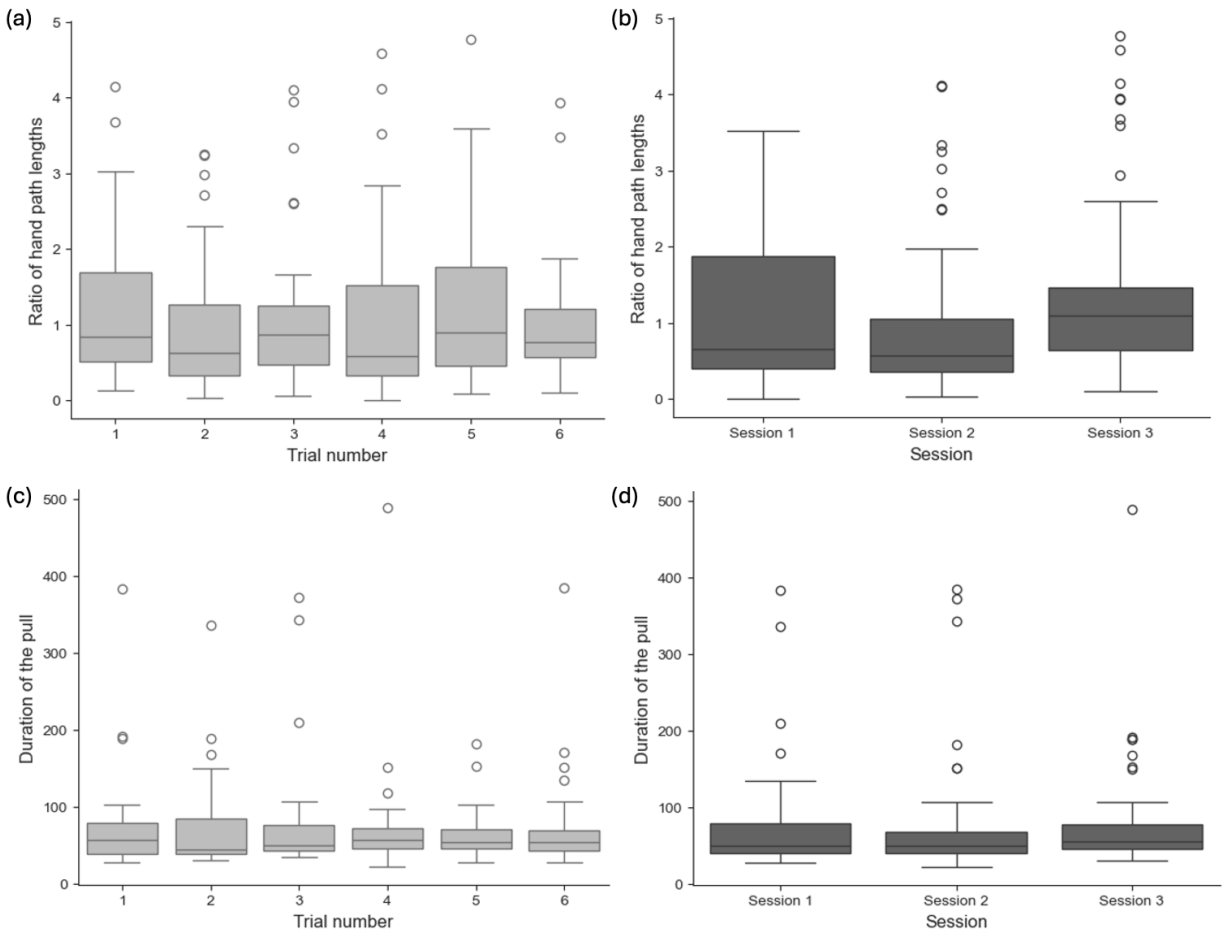 (a)
5
4
3
2
1
0
Ratio of hand path lengths
1 2 3 4 5 6
Trial number
(b)
5
4
3
2
1
0
Ratio of hand path lengths
Session 1 Session 2 Session 3
Session
(c)
500
400
300
200
100
0
Duration of the pull
1 2 3 4 5 6
Trial number
(d)
500
400
300
200
100
0
Duration of the pull
Session 1 Session 2 Session 3
Session